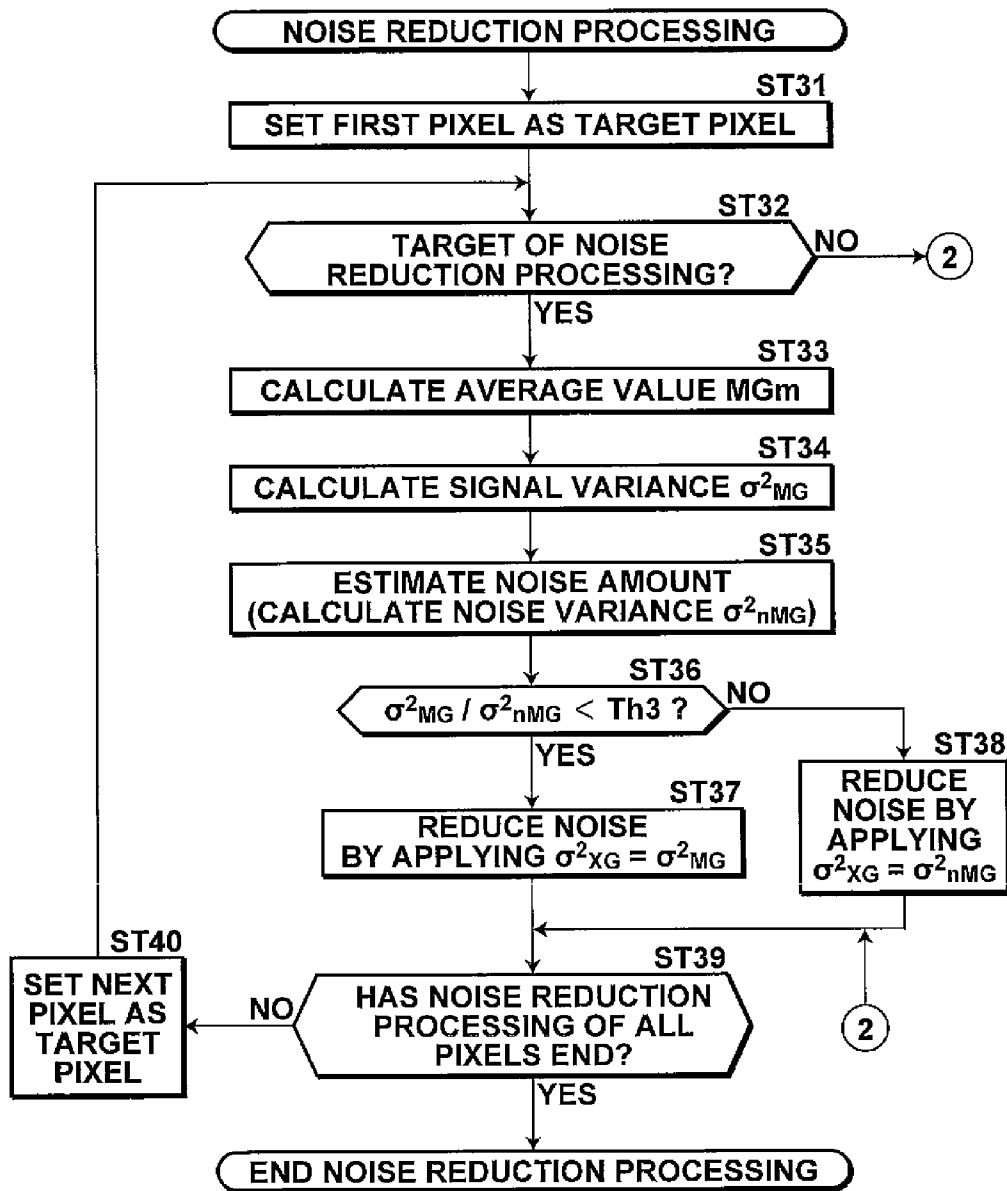 NOISE REDUCTION PROCESSING
ST31
SET FIRST PIXEL AS TARGET PIXEL
ST32
TARGET OF NOISE
REDUCTION PROCESSING?
NO
2
YES
ST33
CALCULATE AVERAGE VALUE MGm
ST34
CALCULATE SIGNAL VARIANCE σ²MG
ST35
ESTIMATE NOISE AMOUNT
(CALCULATE NOISE VARIANCE σ²nMG)
ST36
σ²MG / σ²nMG < Th3 ?
NO
YES
ST38
REDUCE
NOISE BY
APPLYING
σ²XG = σ²nMG
ST37
REDUCE NOISE
BY APPLYING σ²XG = σ²MG
ST40
SET NEXT
PIXEL AS
TARGET
PIXEL
NO
ST39
HAS NOISE REDUCTION
PROCESSING OF ALL
PIXELS END?
2
YES
END NOISE REDUCTION PROCESSING